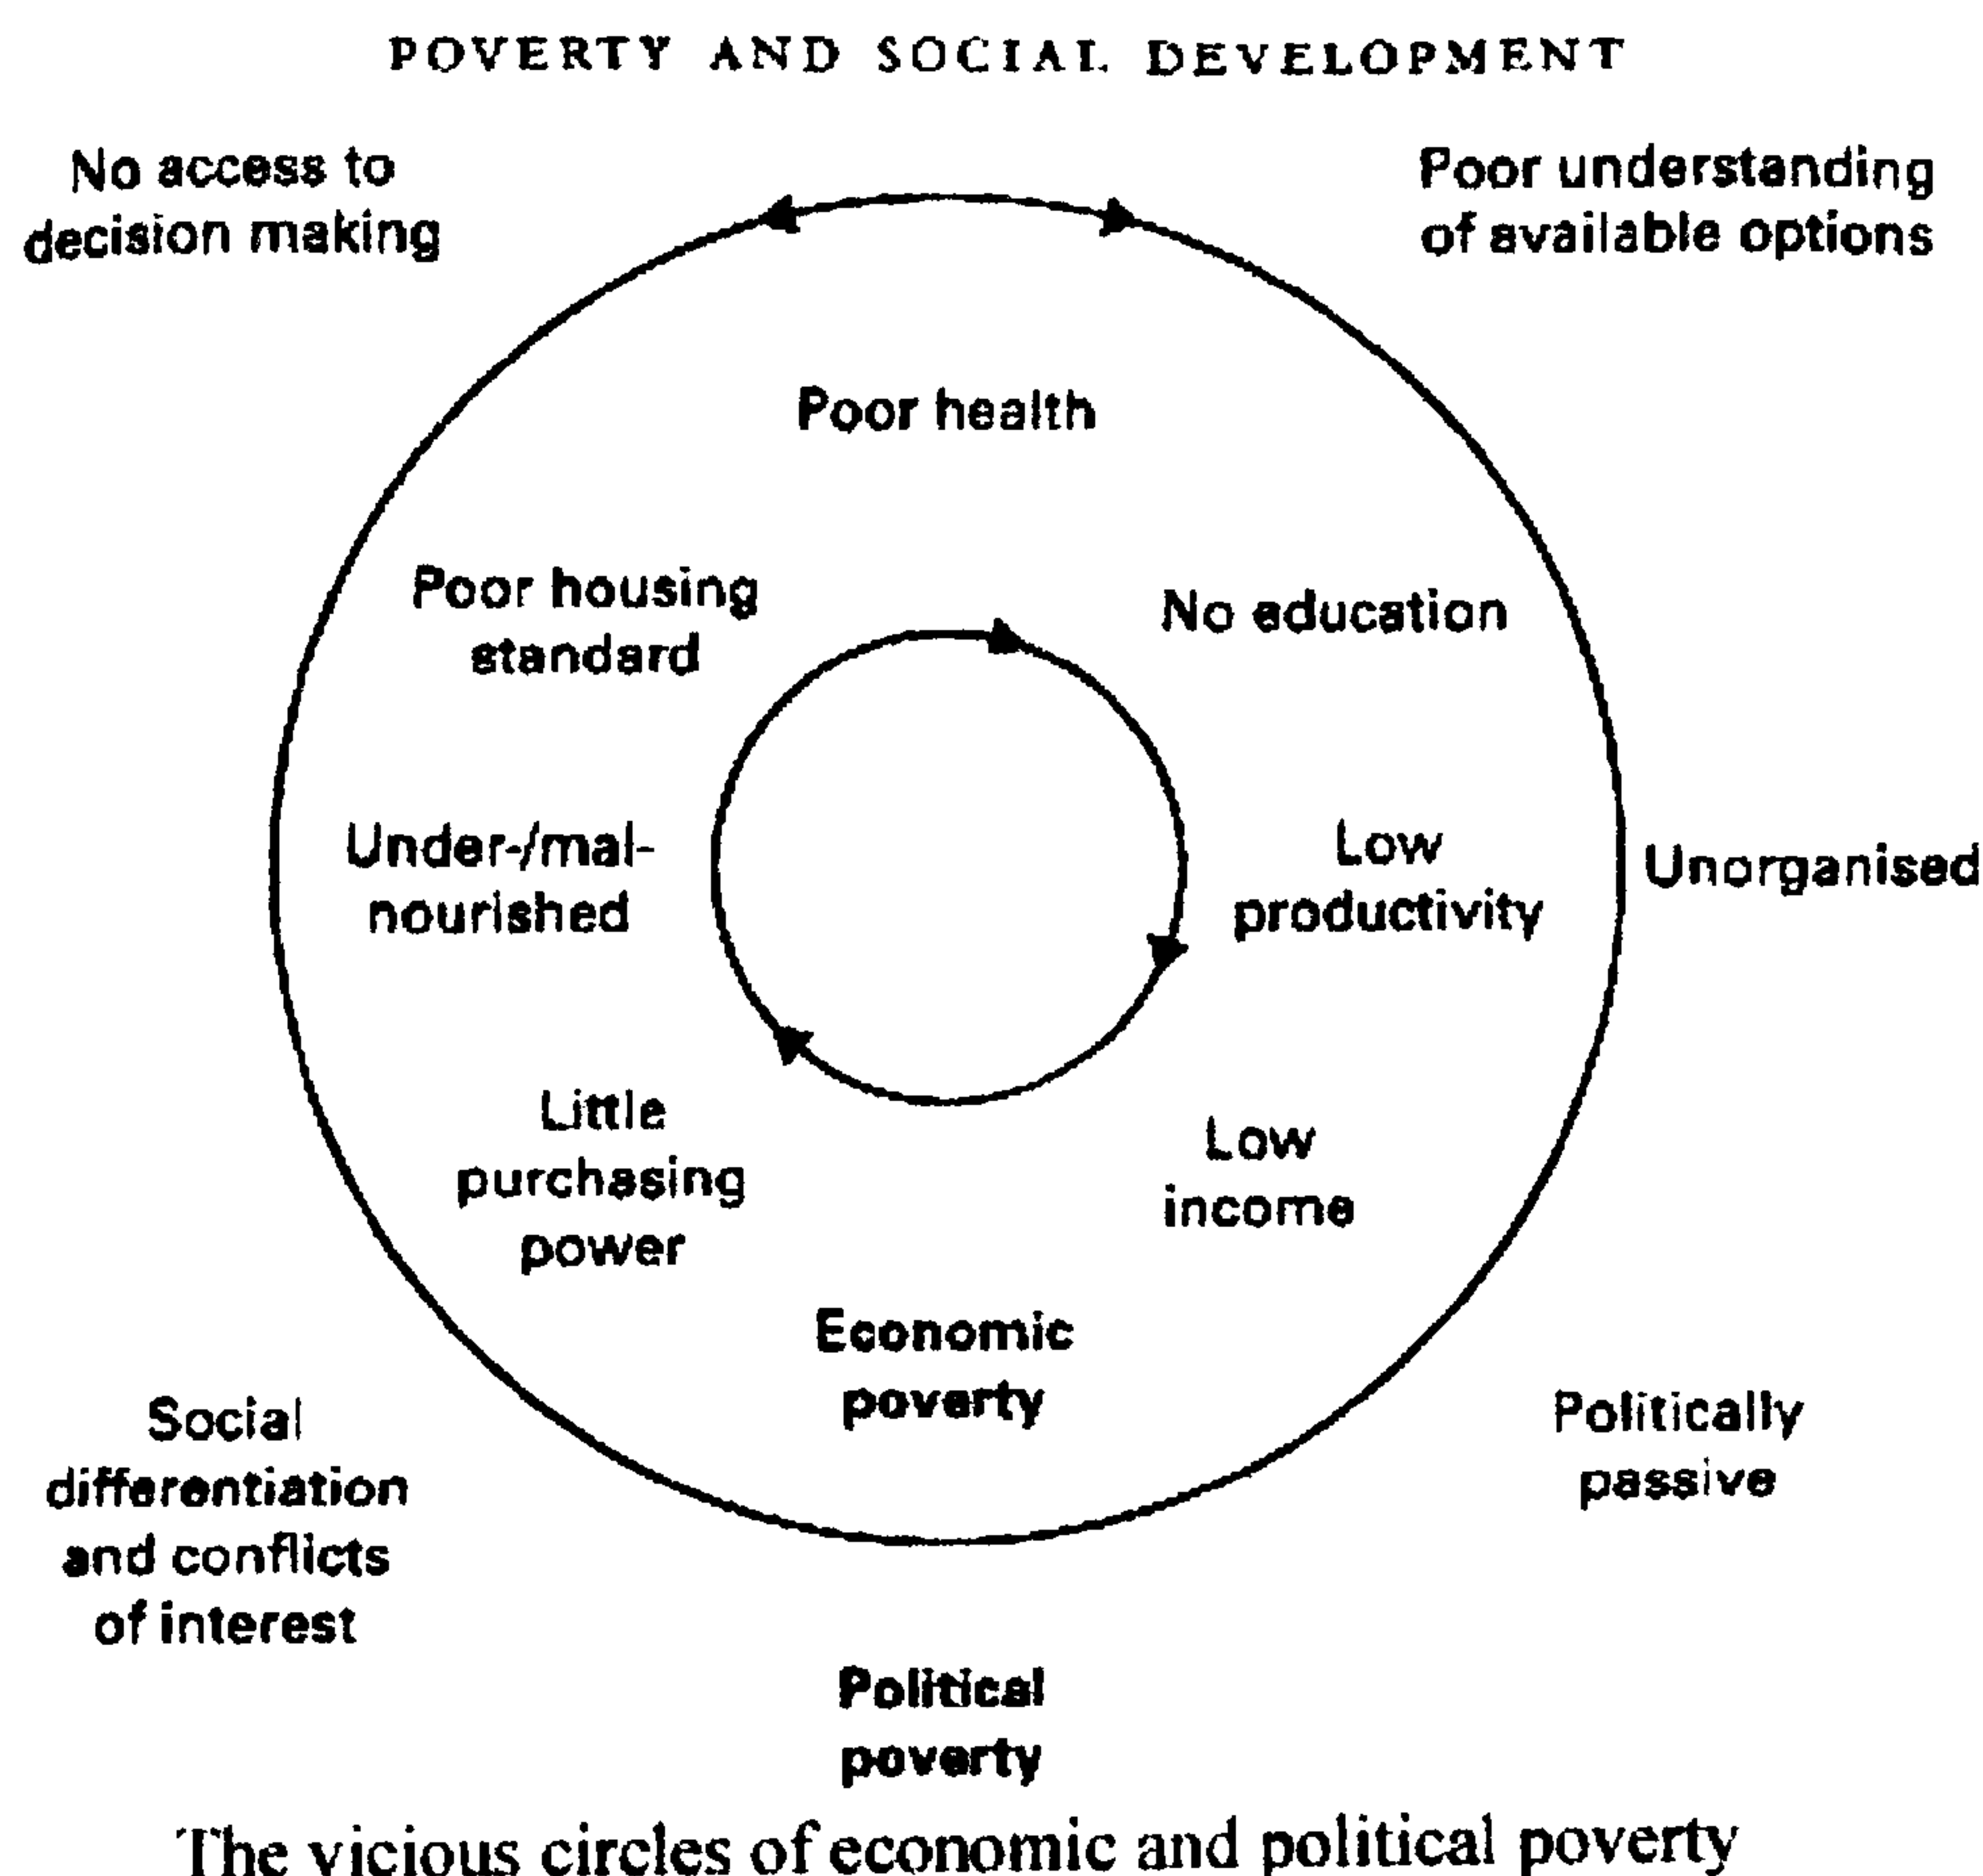 POVERTY AND SOCIAL DEVELOPMENT
No access to
decision making
Poor understanding
of available options
Poor health
Poor housing
standard
No education
Under-/mal-
nourished
Low
productivity
Unorganised
Little
purchasing
power
Low
income
Economic
poverty
Social
differentiation
and conflicts
of interest
Politically
passive
Political
poverty
The vicious circles of economic and political poverty